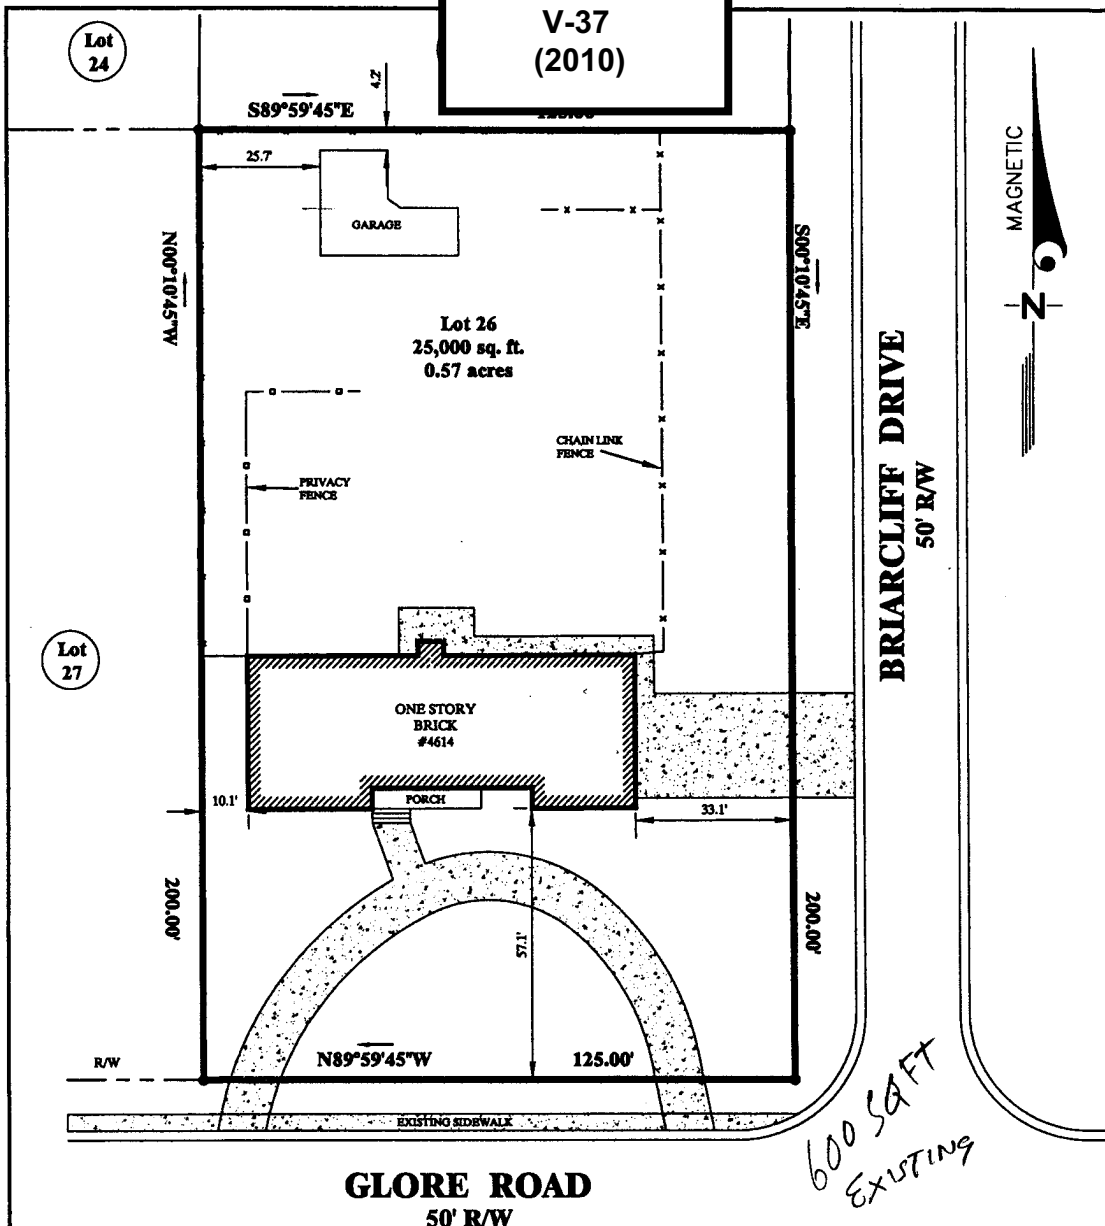 V-37
(2010)
Lot
24
S89°59'45"E
4.2'
25.7'
GARAGE
N00°10'45"W
S00°10'45"E
MAGNETIC
N
Lot 26
25,000 sq. ft.
0.57 acres
CHAIN LINK
FENCE
PRIVACY
FENCE
BRIARCLIFF DRIVE
50' R/W
Lot
27
ONE STORY
BRICK
#4614
PORCH
10.1'
33.1'
200.00'
57.1'
200.00'
R/W
N89°59'45"W
125.00'
EXISTING SIDEWALK
600 SQ FT
EXISTING
GLORE ROAD
50' R/W